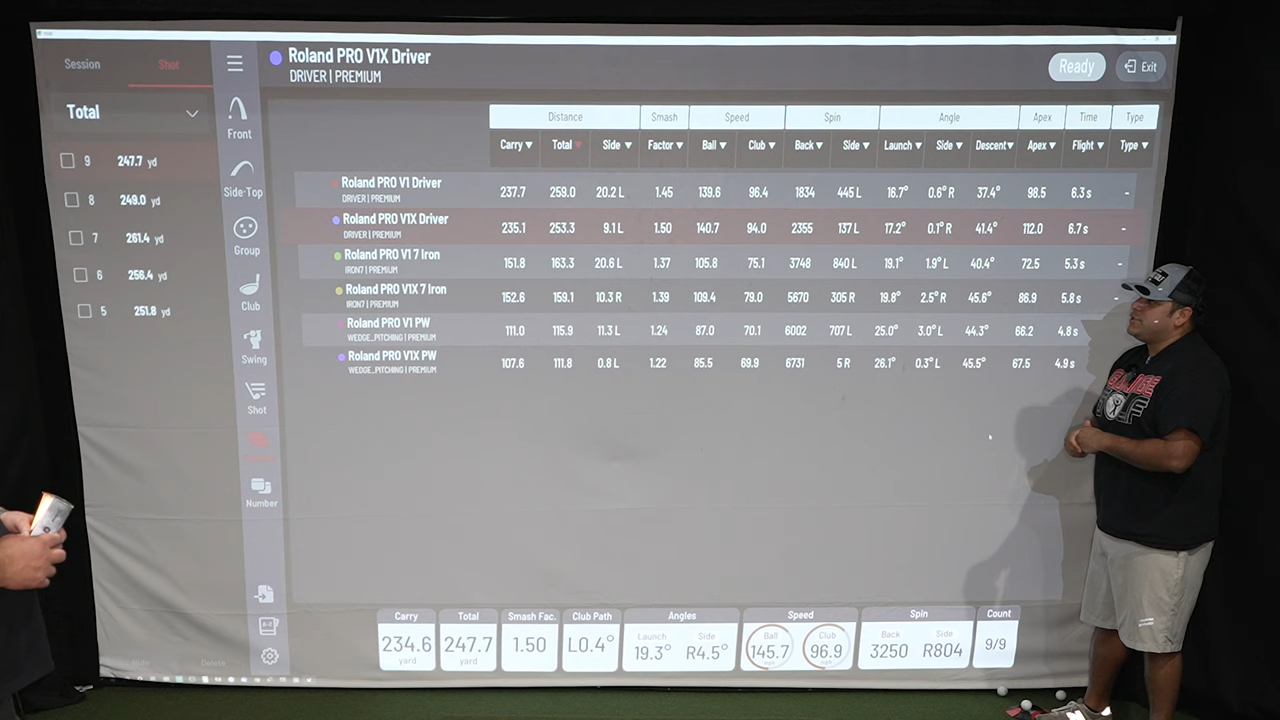 Session Shot
Total
9 247.7 yd
8 249.0 yd
7 261.4 yd
6 256.4 yd
5 251.8 yd
Hide Delete
Front
Side-Top
Group
Club
Swing
Shot
Number
Roland PRO V1X Driver
DRIVER | PREMIUM
Ready Exit
Distance Smash Speed Spin Angle Apex Time Type
Carry Total Side Factor Ball Club Back Side Launch Side Descent Apex Flight Type
Roland PRO V1 Driver 237.7 259.0 20.2 L 1.45 139.6 96.4 1834 445 L 16.7° 0.6° R 37.4° 98.5 6.3 s -
DRIVER | PREMIUM
Roland PRO V1X Driver 235.1 253.3 9.1 L 1.50 140.7 94.0 2355 137 L 17.2° 0.1° R 41.4° 112.0 6.7 s -
DRIVER | PREMIUM
Roland PRO V1 7 Iron 151.8 163.3 20.6 L 1.37 105.8 75.1 3748 840 L 19.1° 1.9° L 40.4° 72.5 5.3 s -
IRON7 | PREMIUM
Roland PRO V1X 7 Iron 152.6 159.1 10.3 R 1.39 109.4 79.0 5670 305 R 19.8° 2.5° R 45.6° 86.9 5.8 s -
IRON7 | PREMIUM
Roland PRO V1 PW 111.0 115.9 11.3 L 1.24 87.0 70.1 6002 707 L 25.0° 3.0° L 44.3° 66.2 4.8 s
WEDGE_PITCHING | PREMIUM
Roland PRO V1X PW 107.6 111.8 0.8 L 1.22 85.5 69.9 6731 5 R 26.1° 0.3° L 45.5° 67.5 4.9 s
WEDGE_PITCHING | PREMIUM
Carry Total Smash Fac. Club Path Angles Speed Spin Count
Launch Side Ball Club Back Side
234.6 247.7 1.50 L0.4° 19.3° R4.5° 145.7 96.9 3250 R804 9/9
yard yard mph mph
GOLF